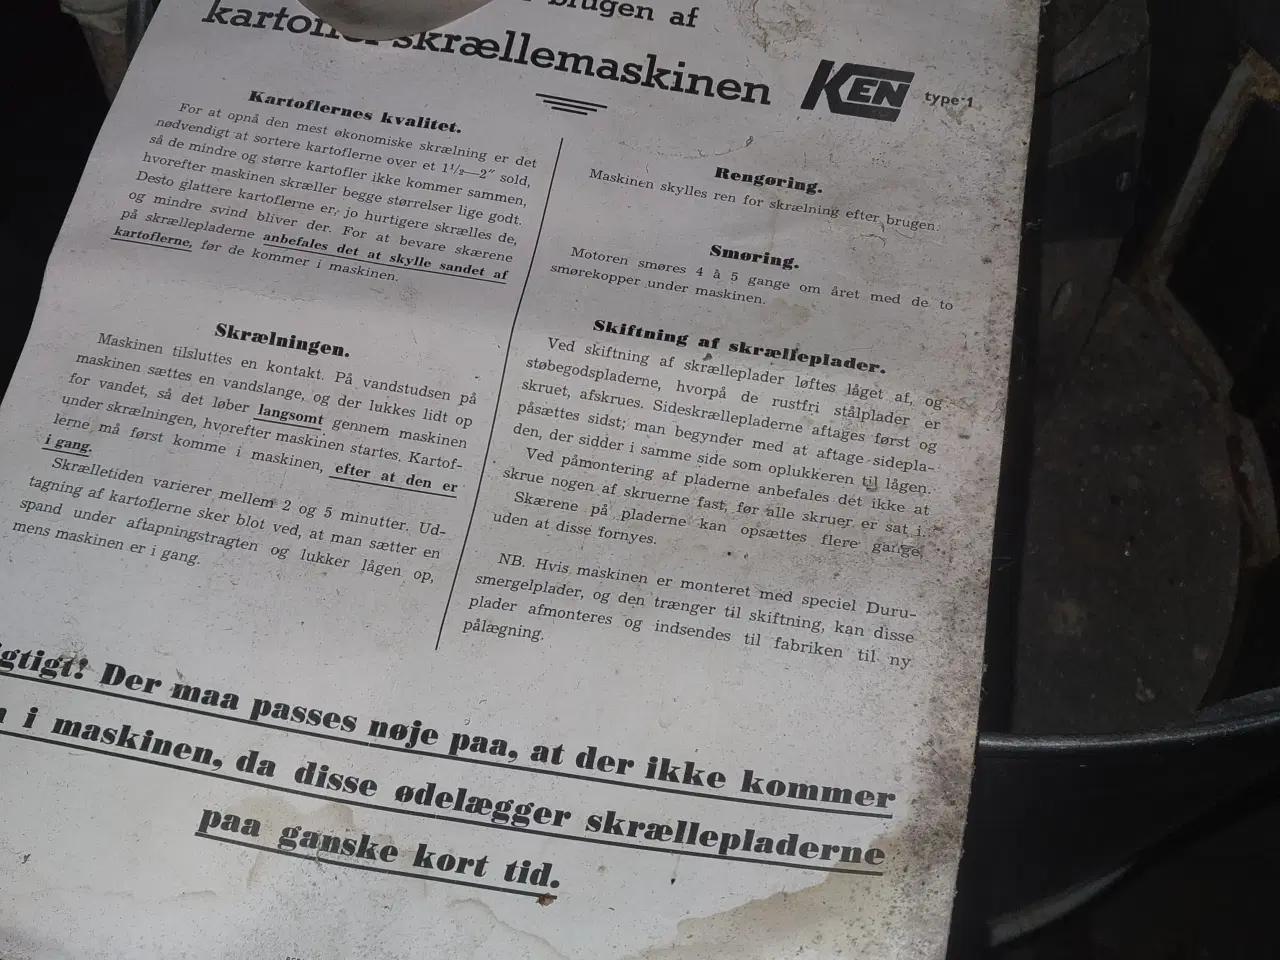 brugen af
kartoffelskrællemaskinen KEN type 1
Kartoflernes kvalitet.
For at opnå den mest økonomiske skrælning er det
nødvendigt at sortere kartoflerne over et 1½—2″ sold,
så de mindre og større kartofler ikke kommer sammen,
hvorefter maskinen skræller begge størrelser lige godt.
Desto glattere kartoflerne er, jo hurtigere skrælles de,
og mindre svind bliver der. For at bevare skærene
på skrællepladerne anbefales det at skylle sandet af
kartoflerne, før de kommer i maskinen.
Skrælningen.
Maskinen tilsluttes en kontakt. På vandstudsen på
maskinen sættes en vandslange, og der lukkes lidt op
for vandet, så det løber langsomt gennem maskinen
under skrælningen, hvorefter maskinen startes. Kartof-
lerne må først komme i maskinen, efter at den er
i gang.
Skrælletiden varierer mellem 2 og 5 minutter. Ud-
tagning af kartoflerne sker blot ved, at man sætter en
spand under aftapningstragten og lukker lågen op,
mens maskinen er i gang.
Rengøring.
Maskinen skylles ren for skrælning efter brugen.
Smøring.
Motoren smøres 4 à 5 gange om året med de to
smørekopper under maskinen.
Skiftning af skrælleplader.
Ved skiftning af skrælleplader løftes låget af, og
støbegodspladerne, hvorpå de rustfri stålplader er
skruet, afskrues. Sideskrællepladerne aftages først og
påsættes sidst; man begynder med at aftage sidepla-
den, der sidder i samme side som oplukkeren til lågen.
Ved påmontering af pladerne anbefales det ikke at
skrue nogen af skruerne fast, før alle skruer er sat i.
Skærene på pladerne kan opsættes flere gange,
uden at disse fornyes.
NB. Hvis maskinen er monteret med speciel Duru-
smergelplader, og den trænger til skiftning, kan disse
plader afmonteres og indsendes til fabriken til ny
pålægning.
gtigt! Der maa passes nøje paa, at der ikke kommer
i maskinen, da disse ødelægger skrællepladerne
paa ganske kort tid.